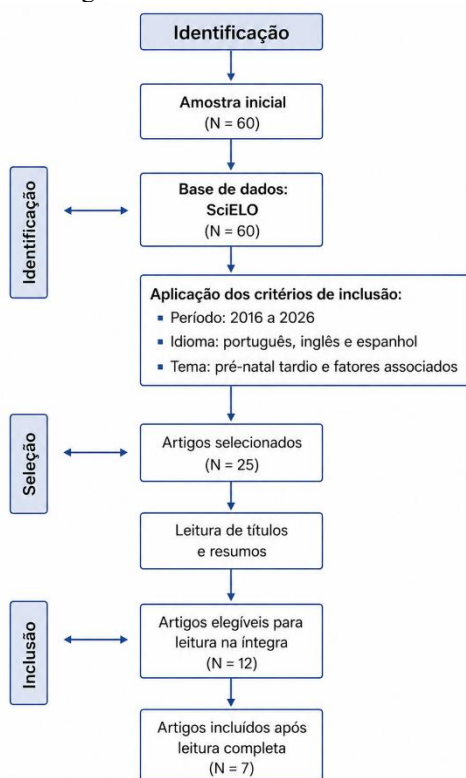 Identificação
Amostra inicial
(N = 60)
Identificação
Base de dados:
SciELO
(N = 60)
Aplicação dos critérios de inclusão:
▪ Período: 2016 a 2026
▪ Idioma: português, inglês e espanhol
▪ Tema: pré-natal tardio e fatores associados
Seleção
Artigos selecionados
(N = 25)
Leitura de títulos
e resumos
Inclusão
Artigos elegíveis para
leitura na íntegra
(N = 12)
Artigos incluídos após
leitura completa
(N = 7)